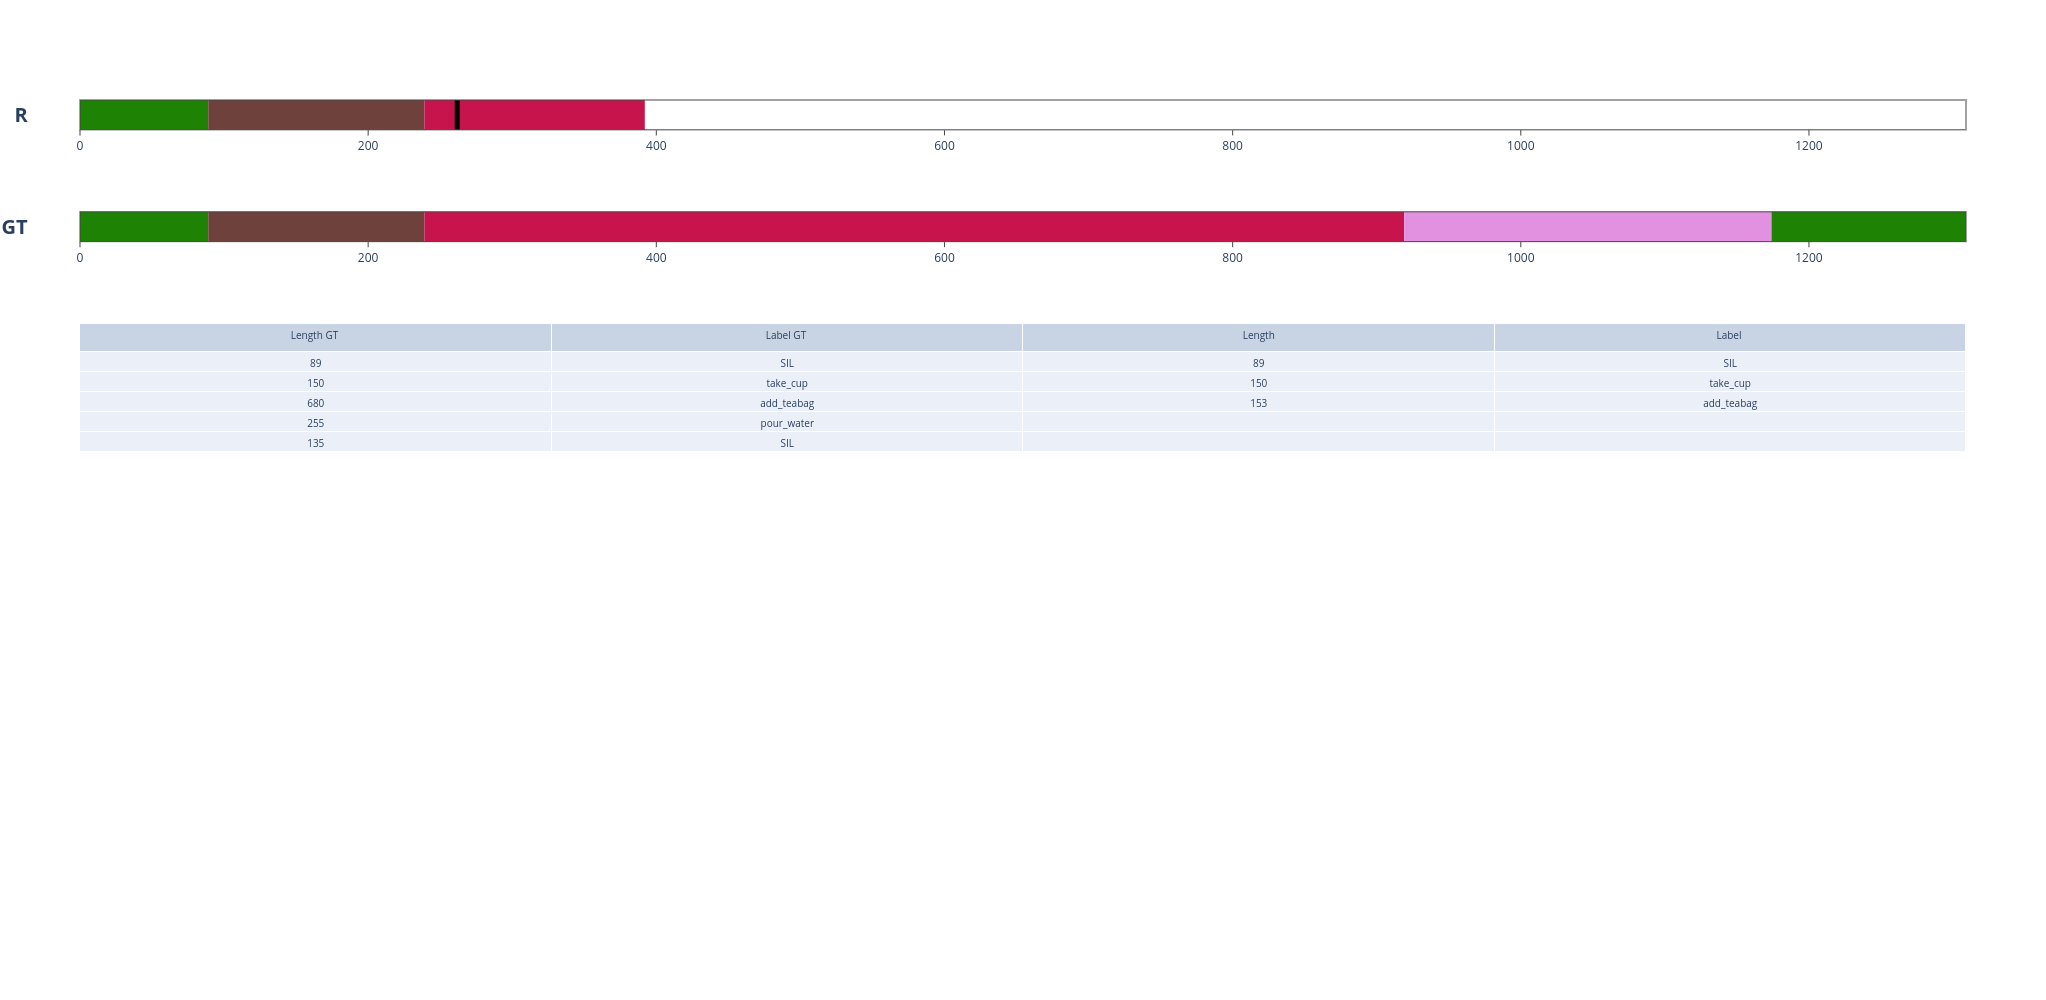 R
0 200 400 600 800 1000 1200
GT
0 200 400 600 800 1000 1200
Length GT Label GT Length Label
89 SIL 89 SIL
150 take_cup 150 take_cup
680 add_teabag 153 add_teabag
255 pour_water
135 SIL